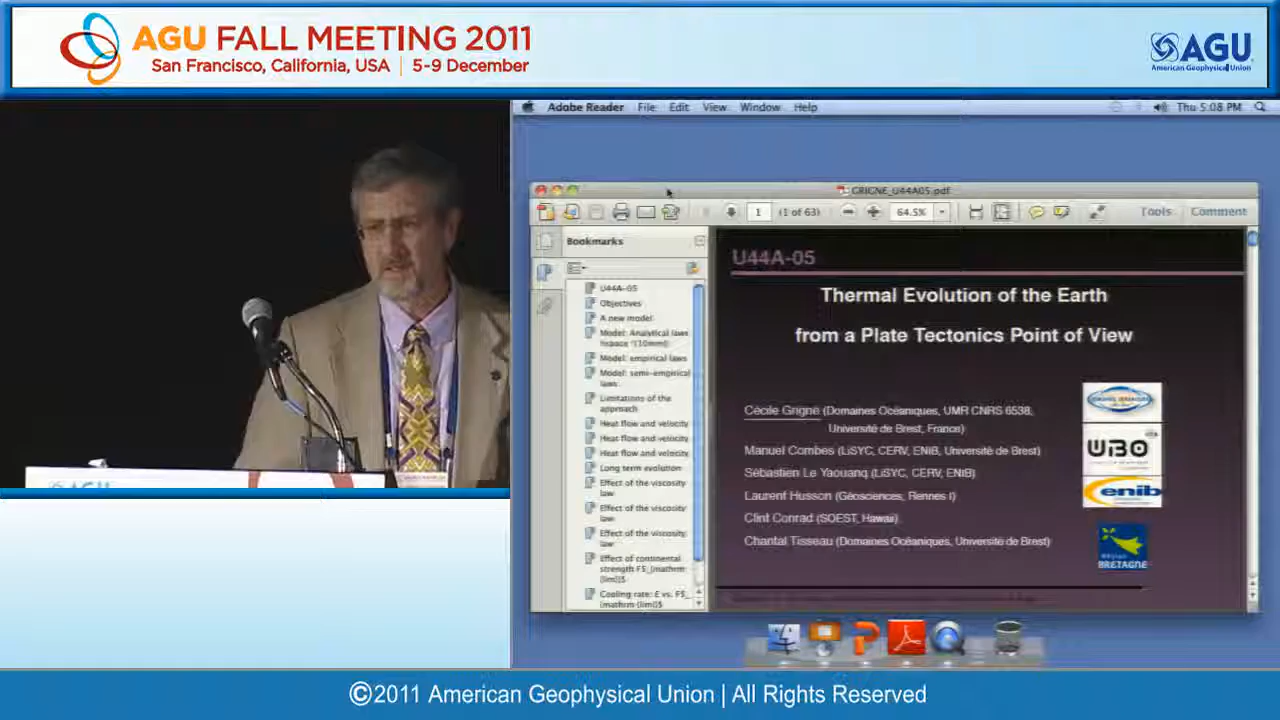 AGU FALL MEETING 2011
San Francisco, California, USA | 5-9 December
AGU
American Geophysical Union
Adobe Reader File Edit View Window Help
Thu 5:08 PM
GRIGNE_U44A05.pdf
1 (1 of 63) 64.5% Tools Comment
Bookmarks
U44A-05
Objectives
A new model
Model: Analytical laws
Model: empirical laws
Model: semi-empirical
laws
Limitations of the
approach
Heat flow and velocity
Heat flow and velocity
Heat flow and velocity
Long term evolution
Effect of the viscosity
law
Effect of the viscosity
law
Effect of the viscosity
law
Effect of continental
strength F$_{mathrm
{lim}}$
Cooling rate: E vs. F$_
{mathrm {lim}}$
U44A-05
Thermal Evolution of the Earth
from a Plate Tectonics Point of View
Cécile Grigné (Domaines Océaniques, UMR CNRS 6538,
Université de Brest, France)
Manuel Combes (LiSYC, CERV, ENIB, Université de Brest)
Sébastien Le Yaouanq (LiSYC, CERV, ENIB)
Laurent Husson (Géosciences, Rennes I)
Clint Conrad (SOEST, Hawaii)
Chantal Tisseau (Domaines Océaniques, Université de Brest)
UBO
enib
BRETAGNE
AGU
©2011 American Geophysical Union | All Rights Reserved